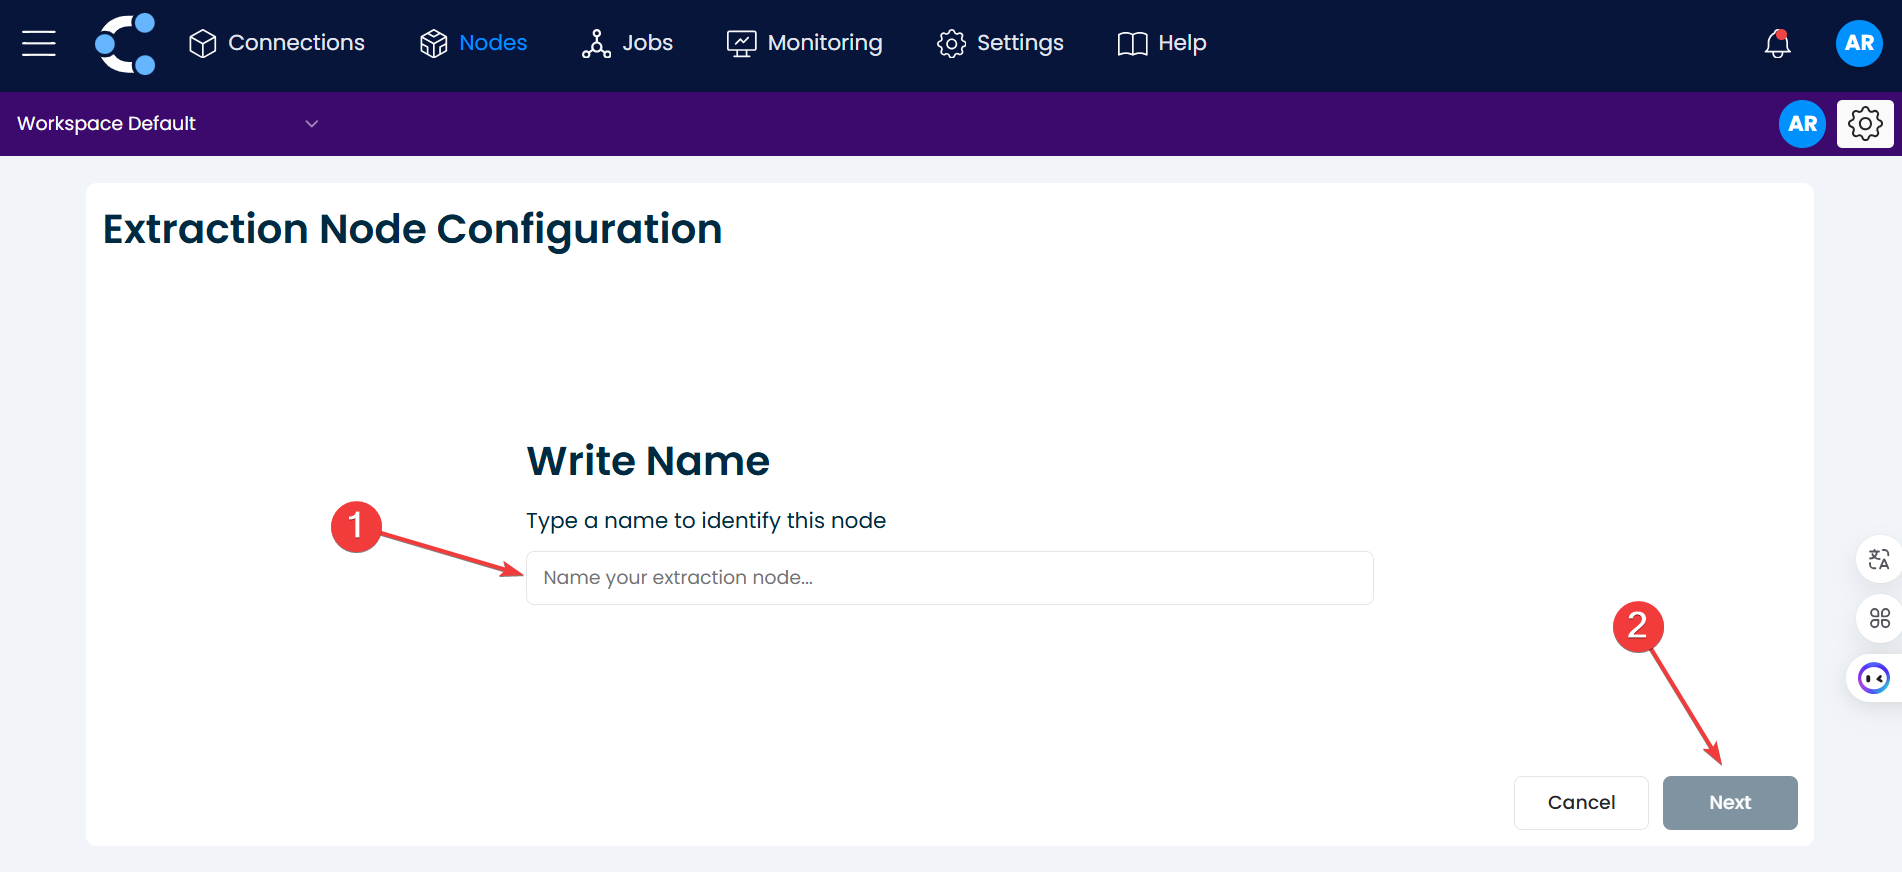 Connections Nodes Jobs Monitoring Settings Help AR
Workspace Default AR
Extraction Node Configuration
Write Name
1
Type a name to identify this node
Name your extraction node...
2
Cancel Next